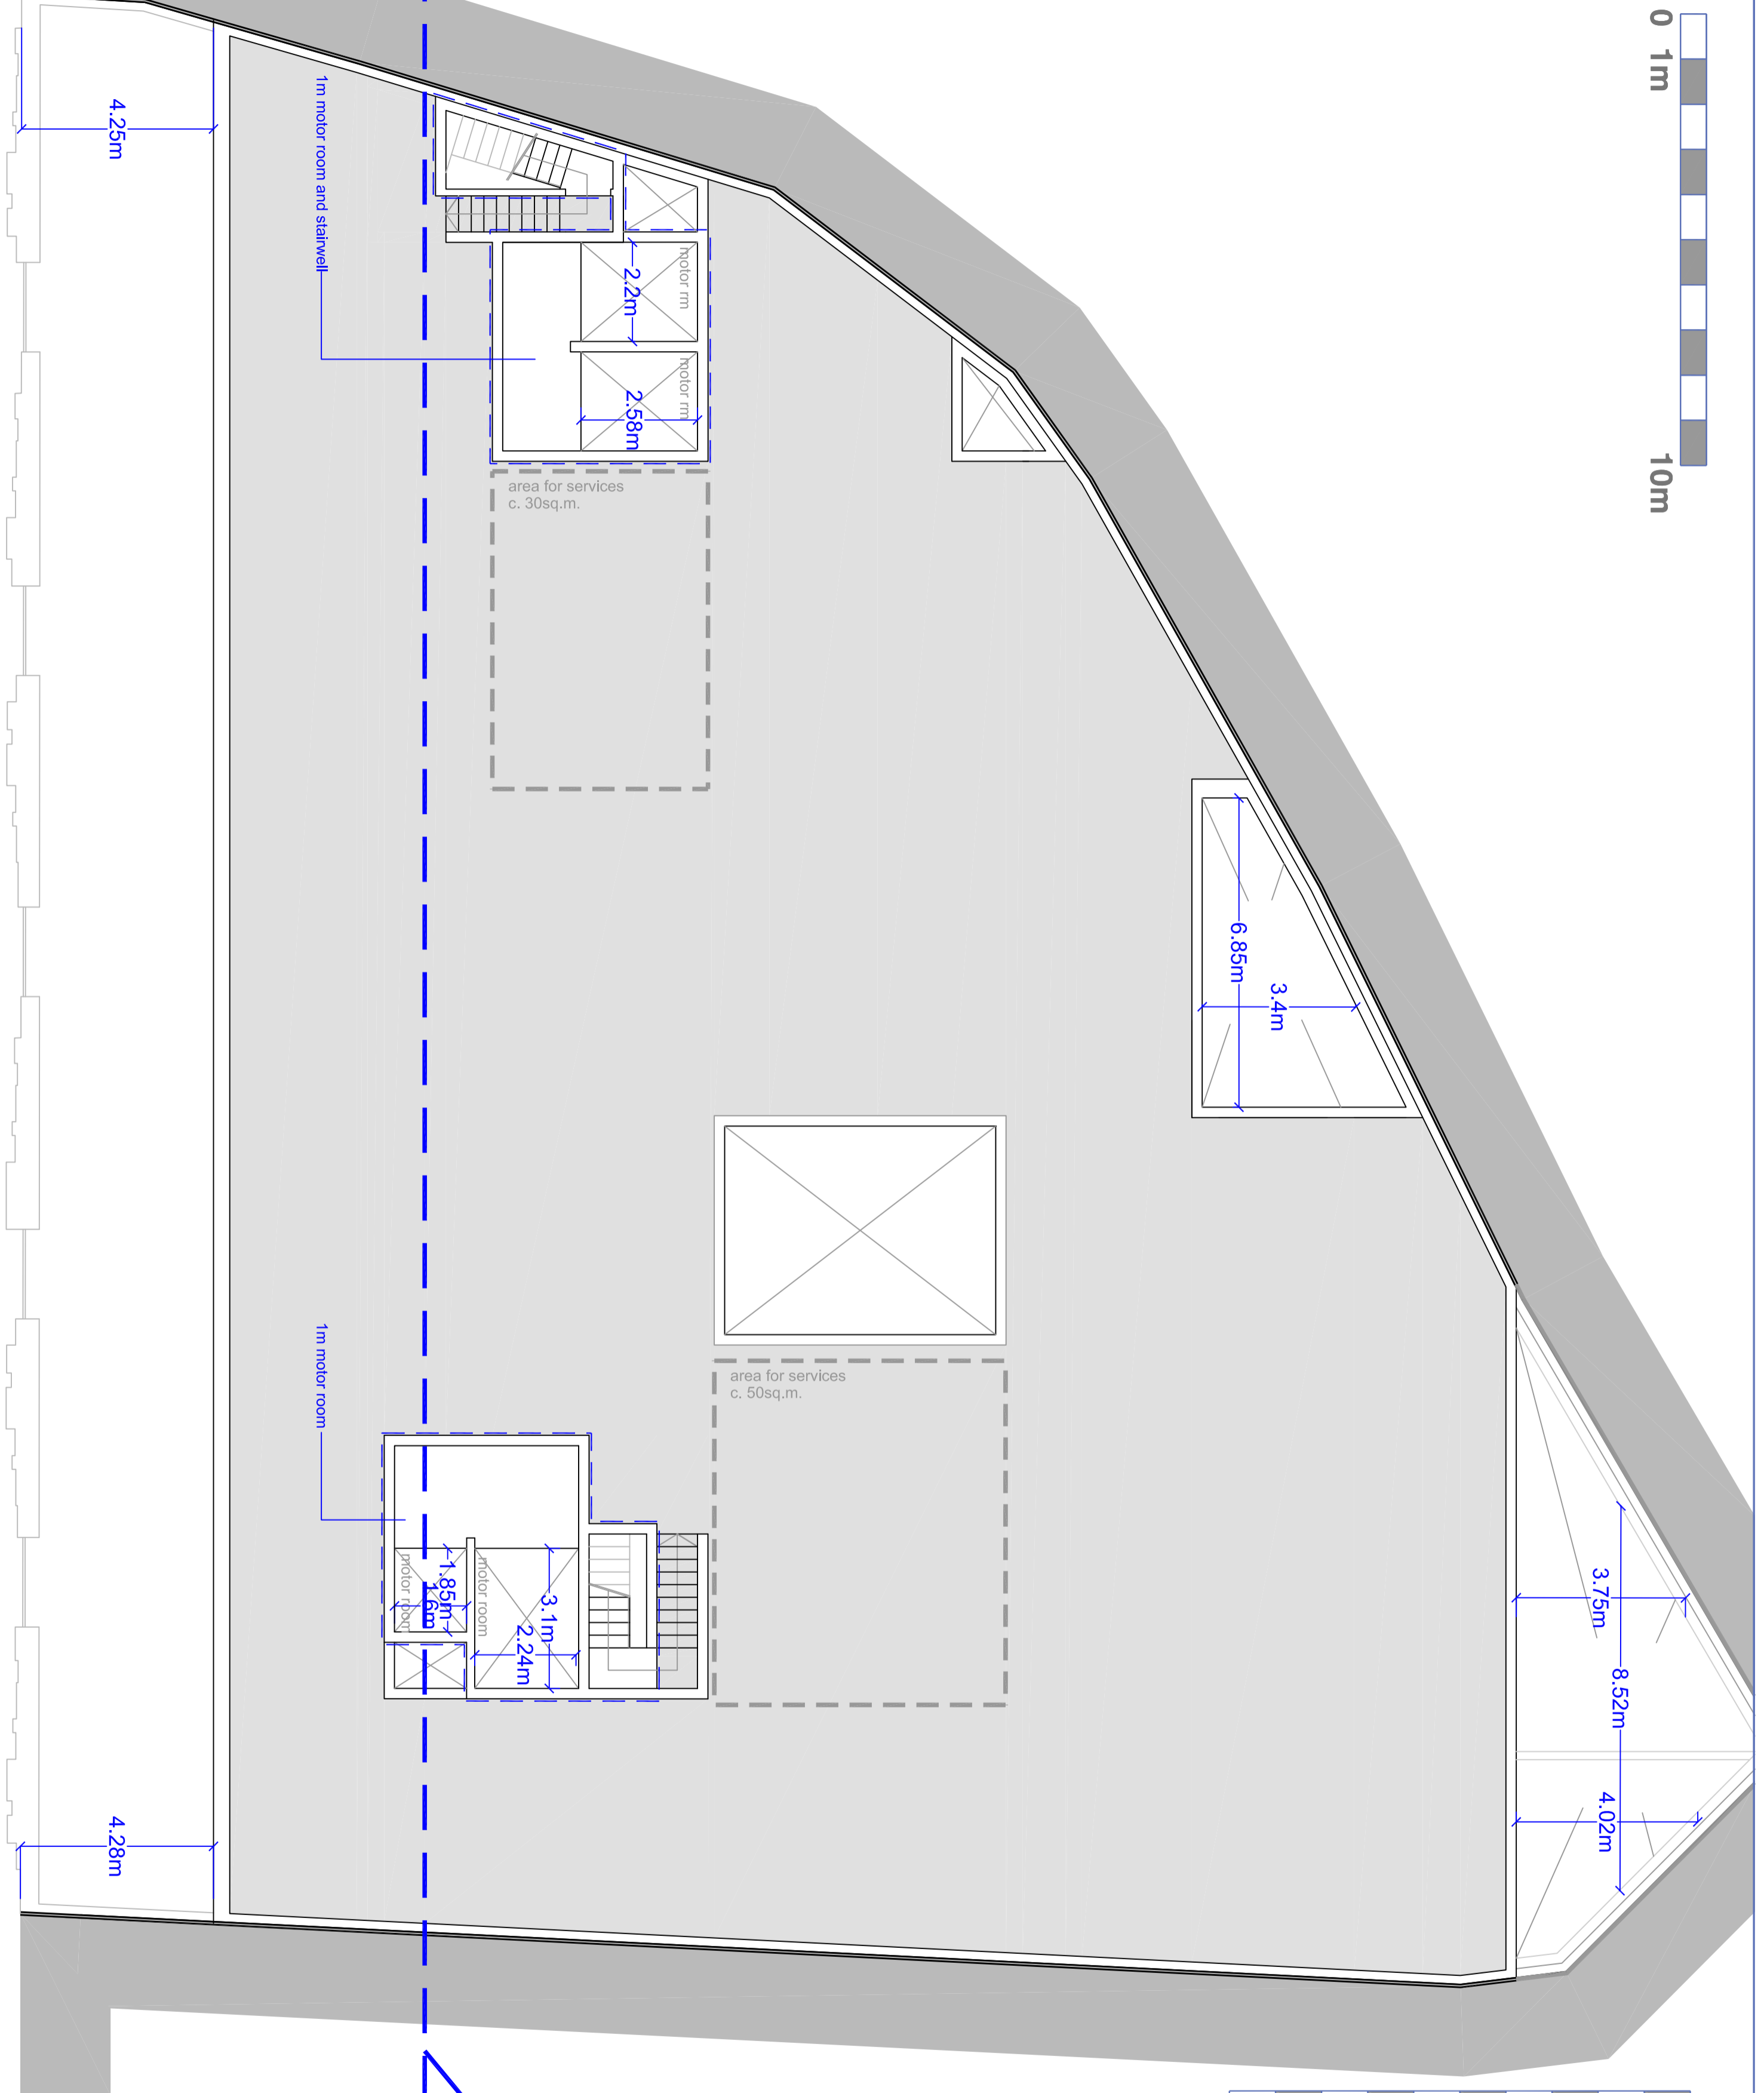 0 1m
10m
4.25m
1m motor room and stairwell
motor rm
2.2m
motor rm
2.58m
area for services
c. 30sq.m.
6.85m
3.4m
area for services
c. 50sq.m.
1m motor room
motor room
1.85m
1.6m
motor room
3.1m
2.24m
3.75m
8.52m
4.02m
4.28m